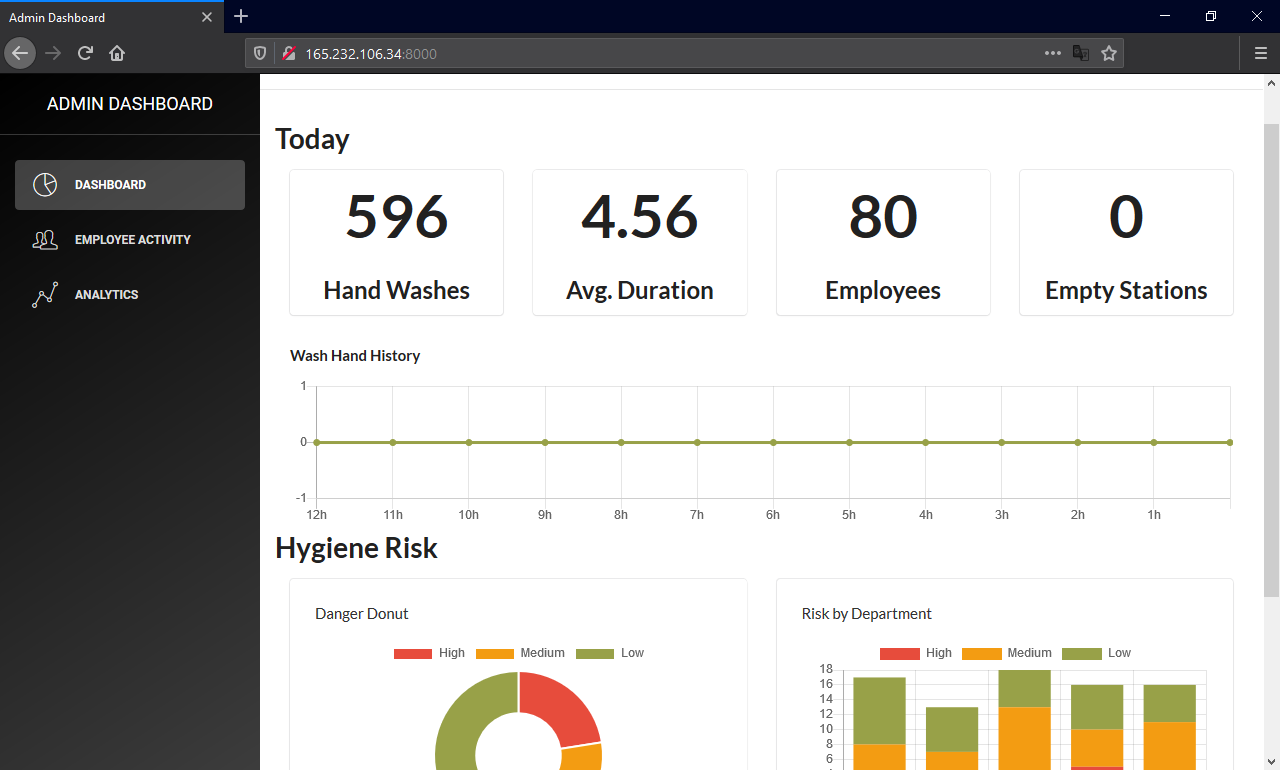 Admin Dashboard
165.232.106.34:8000
ADMIN DASHBOARD
DASHBOARD
EMPLOYEE ACTIVITY
ANALYTICS
Today
596
Hand Washes
4.56
Avg. Duration
80
Employees
0
Empty Stations
Wash Hand History
1
0
-1
12h 11h 10h 9h 8h 7h 6h 5h 4h 3h 2h 1h
Hygiene Risk
Danger Donut
High Medium Low
Risk by Department
High Medium Low
18
16
14
12
10
8
6